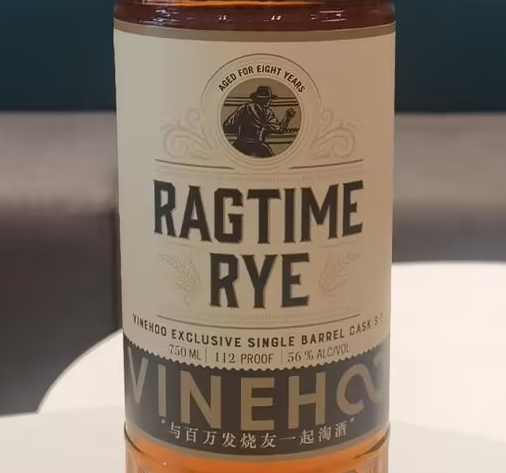 AGED FOR EIGHT YEARS
RAGTIME
RYE
VINEHOO EXCLUSIVE SINGLE BARREL CASK
750 ML | 112 PROOF | 56% ALC/VOL
VINEHOO
"与百万发烧友一起淘酒"